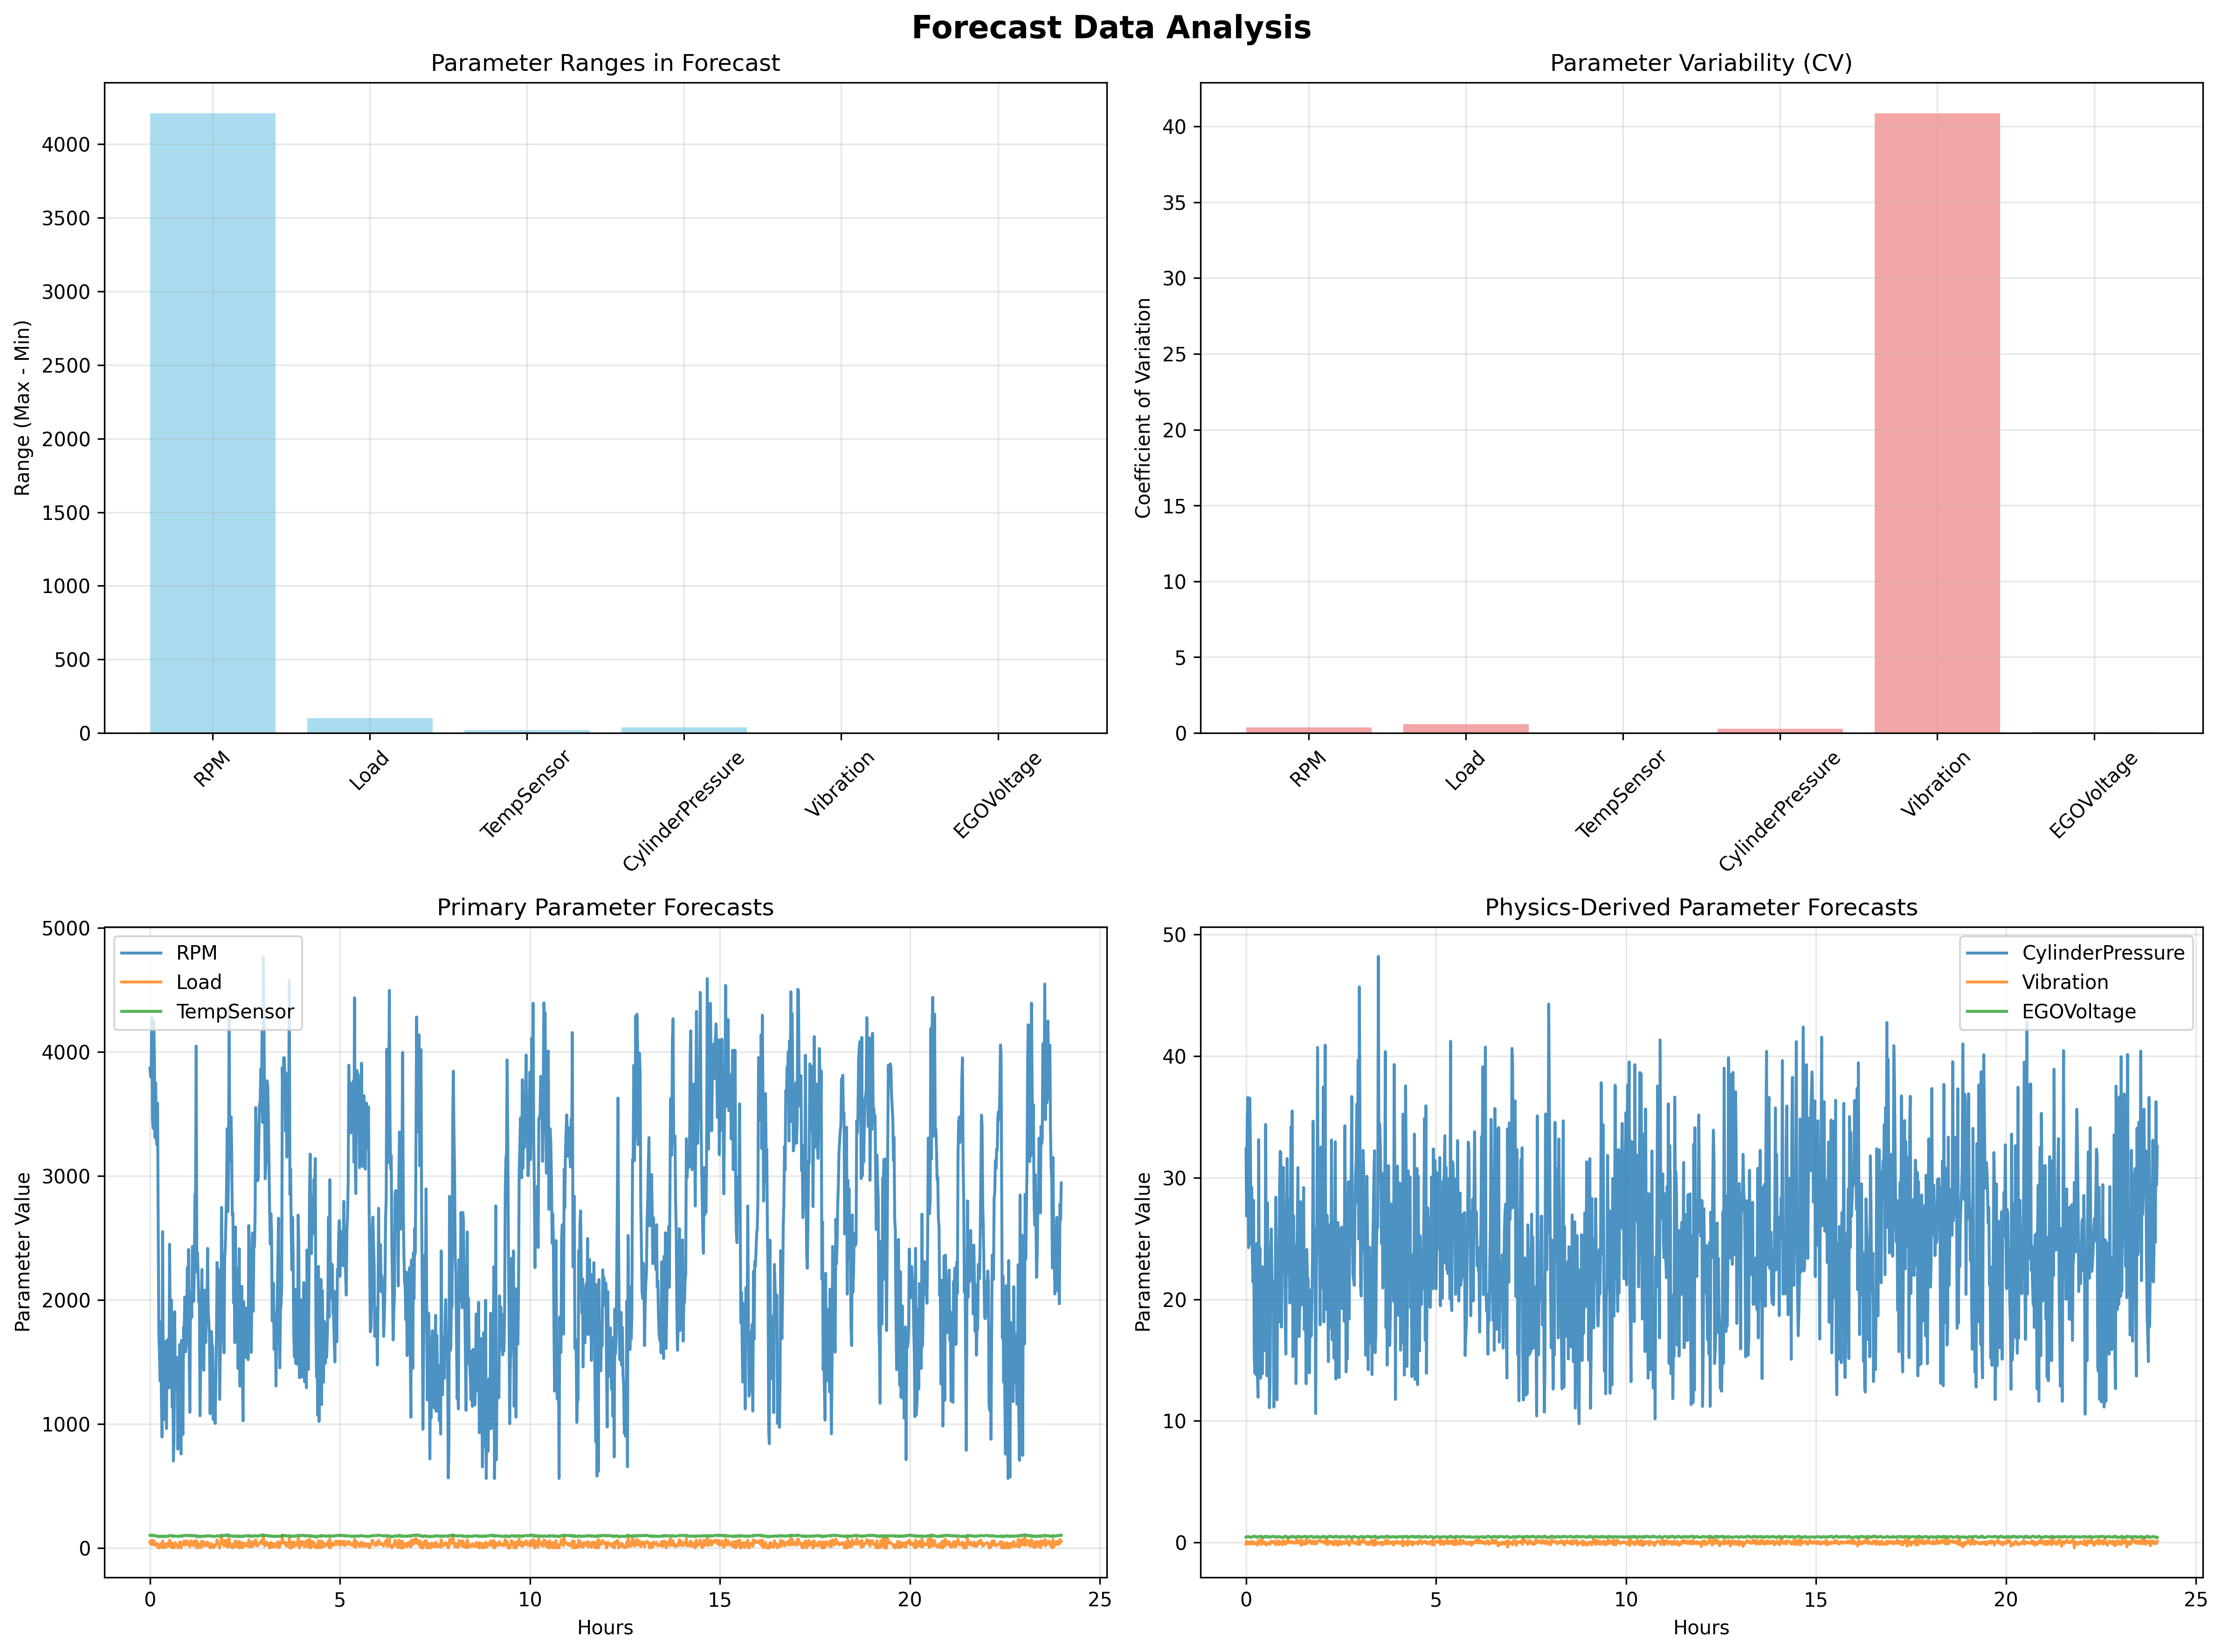 Forecast Data Analysis
Parameter Ranges in Forecast
Range (Max - Min)
4000
3500
3000
2500
2000
1500
1000
500
0
RPM
Load
TempSensor
CylinderPressure
Vibration
EGOVoltage
Parameter Variability (CV)
Coefficient of Variation
40
35
30
25
20
15
10
5
0
RPM
Load
TempSensor
CylinderPressure
Vibration
EGOVoltage
Primary Parameter Forecasts
Parameter Value
5000
4000
3000
2000
1000
0
RPM
Load
TempSensor
0
5
10
15
20
25
Hours
Physics-Derived Parameter Forecasts
Parameter Value
50
40
30
20
10
0
CylinderPressure
Vibration
EGOVoltage
0
5
10
15
20
25
Hours